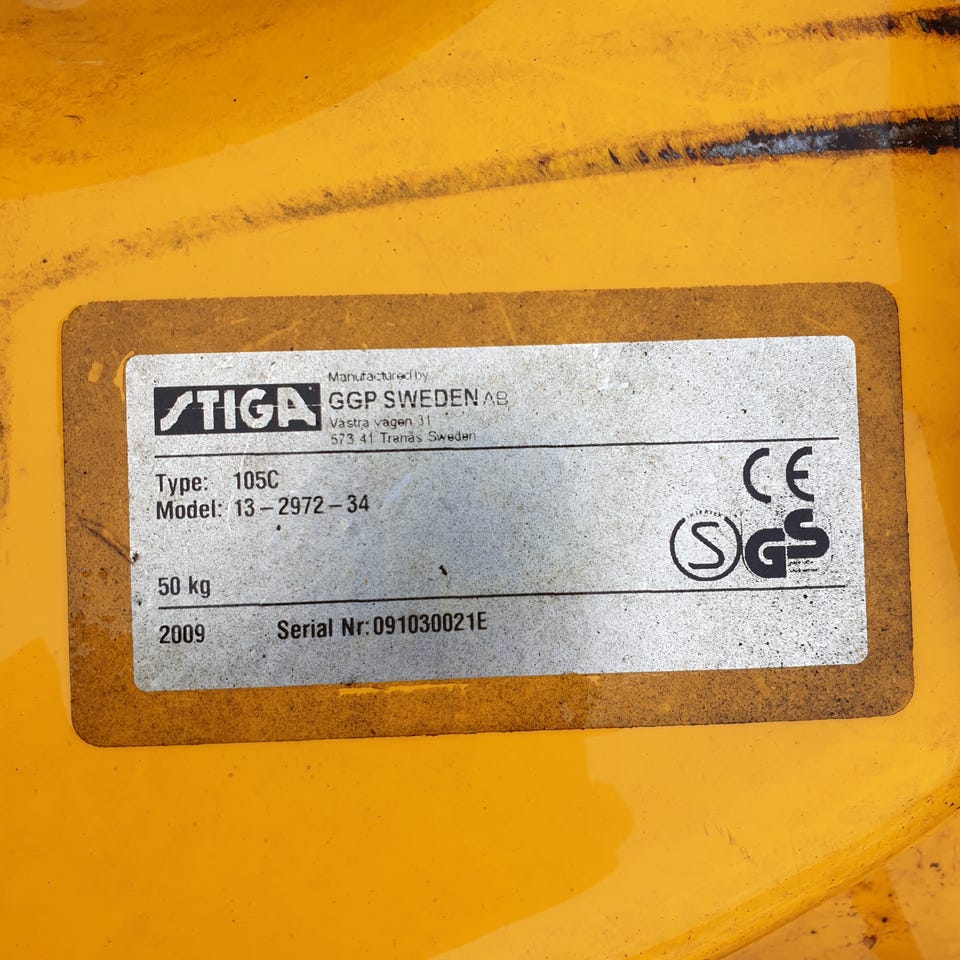 STIGA
Manufactured by
GGP SWEDEN AB
Västra vägen 31
573 41 Tranås Sweden
Type: 105C
Model: 13-2972-34
CE
INTERTEK
S
GS
50 kg
2009 Serial Nr: 091030021E